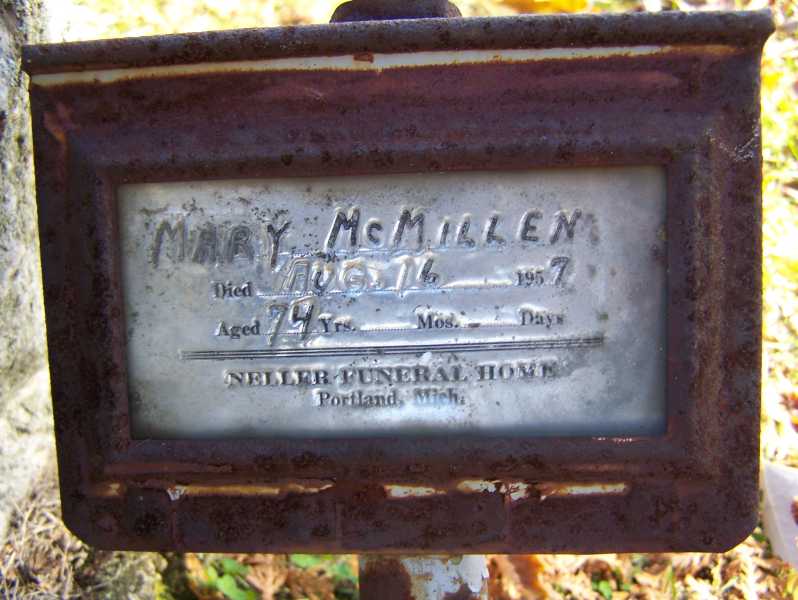 MARY McMILLEN
Died AUG. 16 1957
Aged 74 Yrs. Mos. Days
NELLER FUNERAL HOME
Portland, Mich.